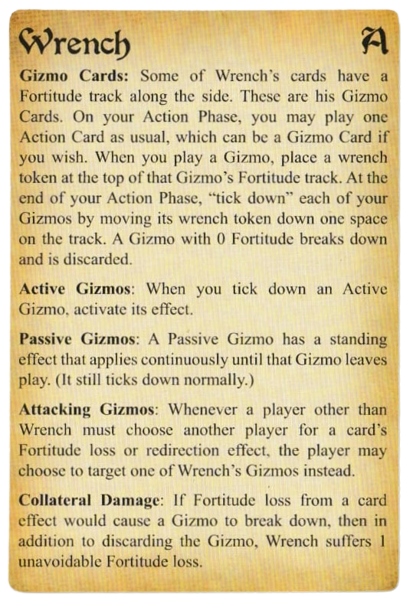 Wrench A
Gizmo Cards: Some of Wrench's cards have a
Fortitude track along the side. These are his Gizmo
Cards. On your Action Phase, you may play one
Action Card as usual, which can be a Gizmo Card if
you wish. When you play a Gizmo, place a wrench
token at the top of that Gizmo's Fortitude track. At the
end of your Action Phase, “tick down” each of your
Gizmos by moving its wrench token down one space
on the track. A Gizmo with 0 Fortitude breaks down
and is discarded.
Active Gizmos: When you tick down an Active
Gizmo, activate its effect.
Passive Gizmos: A Passive Gizmo has a standing
effect that applies continuously until that Gizmo leaves
play. (It still ticks down normally.)
Attacking Gizmos: Whenever a player other than
Wrench must choose another player for a card's
Fortitude loss or redirection effect, the player may
choose to target one of Wrench's Gizmos instead.
Collateral Damage: If Fortitude loss from a card
effect would cause a Gizmo to break down, then in
addition to discarding the Gizmo, Wrench suffers 1
unavoidable Fortitude loss.